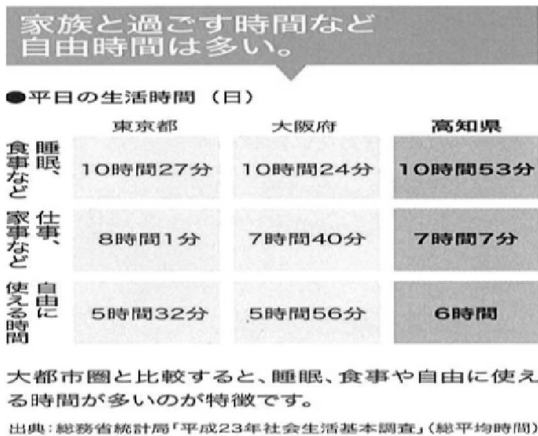 家族と過ごす時間など
自由時間は多い。
●平日の生活時間(日)
東京都 大阪府 高知県
睡眠、食事など 10時間27分 10時間24分 10時間53分
仕事、家事など 8時間1分 7時間40分 7時間7分
自由に使える時間 5時間32分 5時間56分 6時間
大都市圏と比較すると、睡眠、食事や自由に使え
る時間が多いのが特徴です。
出典:総務省統計局「平成23年社会生活基本調査」(総平均時間)